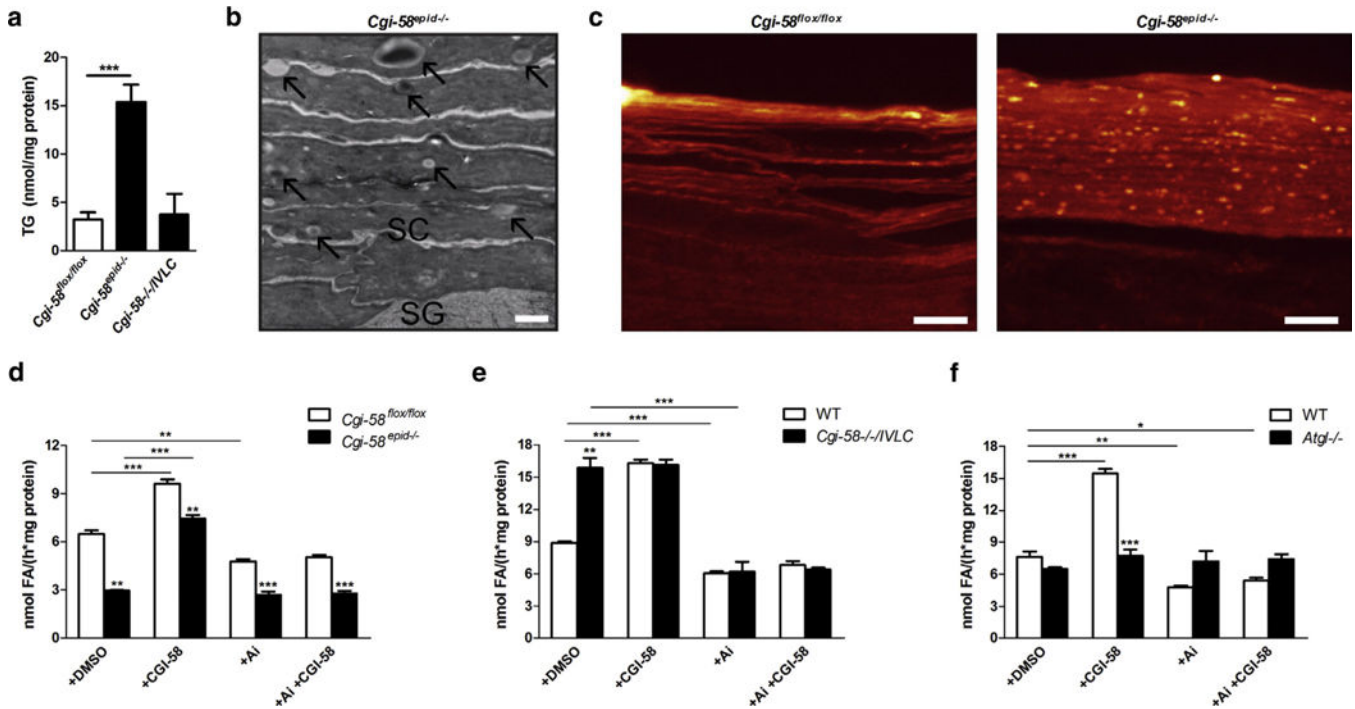 a
***
20
15
10
5
0
TG (nmol/mg protein)
Cgi-58flox/flox
Cgi-58epid-/-
Cgi-58-/-/IVLC
b
Cgi-58epid-/-
SC
SG
c
Cgi-58flox/flox
Cgi-58epid-/-
d
Cgi-58flox/flox
Cgi-58epid-/-
**
***
***
12
9
6
3
0
nmol FA/(h*mg protein)
**
**
***
***
+DMSO
+CGI-58
+Ai
+Ai +CGI-58
e
WT
Cgi-58-/-/IVLC
***
***
***
18
15
12
9
6
3
0
nmol FA/(h*mg protein)
**
+DMSO
+CGI-58
+Ai
+Ai +CGI-58
f
WT
Atgl-/-
*
**
***
18
15
12
9
6
3
0
nmol FA/(h*mg protein)
***
+DMSO
+CGI-58
+Ai
+Ai +CGI-58